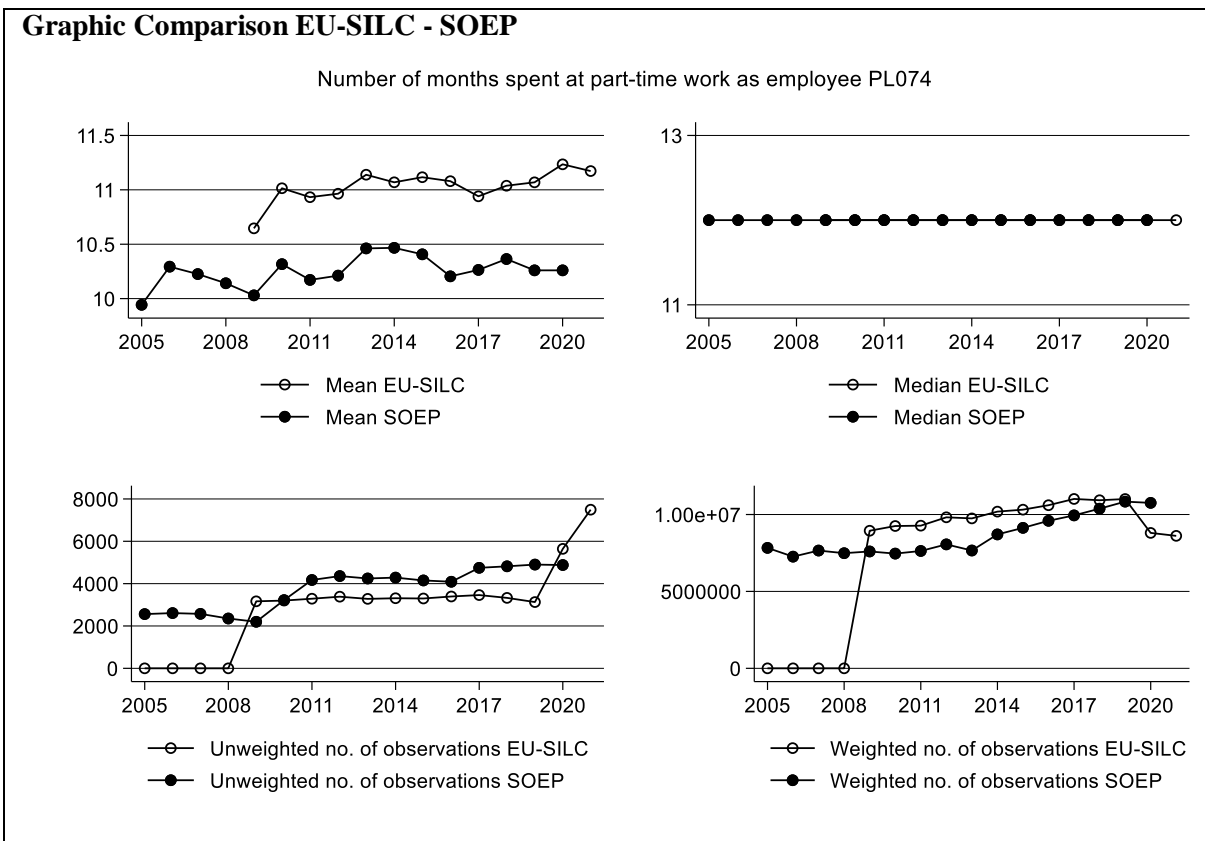 Graphic Comparison EU-SILC - SOEP
Number of months spent at part-time work as employee PL074
11.5
11
10.5
10
2005 2008 2011 2014 2017 2020
Mean EU-SILC
Mean SOEP
13
11
2005 2008 2011 2014 2017 2020
Median EU-SILC
Median SOEP
8000
6000
4000
2000
0
2005 2008 2011 2014 2017 2020
Unweighted no. of observations EU-SILC
Unweighted no. of observations SOEP
1.00e+07
5000000
0
2005 2008 2011 2014 2017 2020
Weighted no. of observations EU-SILC
Weighted no. of observations SOEP